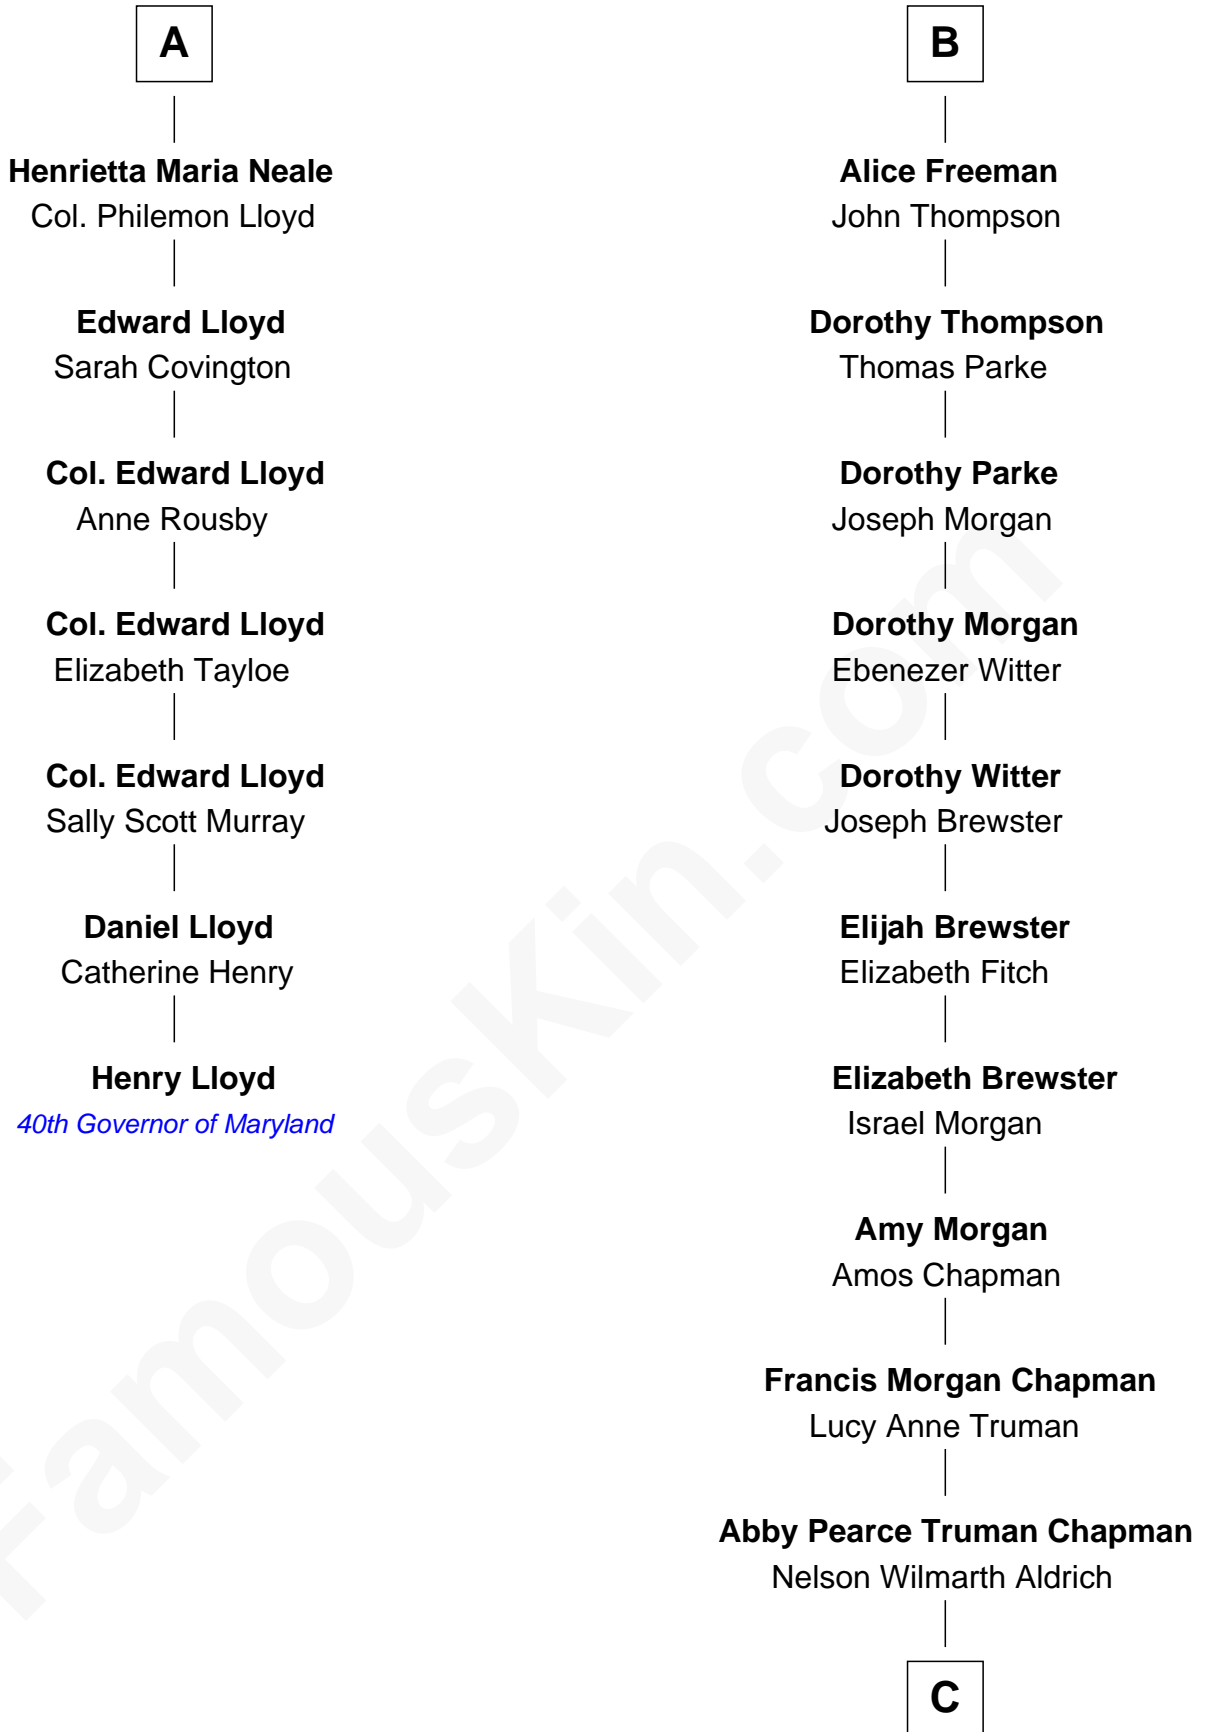 A
Henrietta Maria Neale
Col. Philemon Lloyd
Edward Lloyd
Sarah Covington
Col. Edward Lloyd
Anne Rousby
Col. Edward Lloyd
Elizabeth Tayloe
Col. Edward Lloyd
Sally Scott Murray
Daniel Lloyd
Catherine Henry
Henry Lloyd
40th Governor of Maryland
B
Alice Freeman
John Thompson
Dorothy Thompson
Thomas Parke
Dorothy Parke
Joseph Morgan
Dorothy Morgan
Ebenezer Witter
Dorothy Witter
Joseph Brewster
Elijah Brewster
Elizabeth Fitch
Elizabeth Brewster
Israel Morgan
Amy Morgan
Amos Chapman
Francis Morgan Chapman
Lucy Anne Truman
Abby Pearce Truman Chapman
Nelson Wilmarth Aldrich
C
FamousKin.com